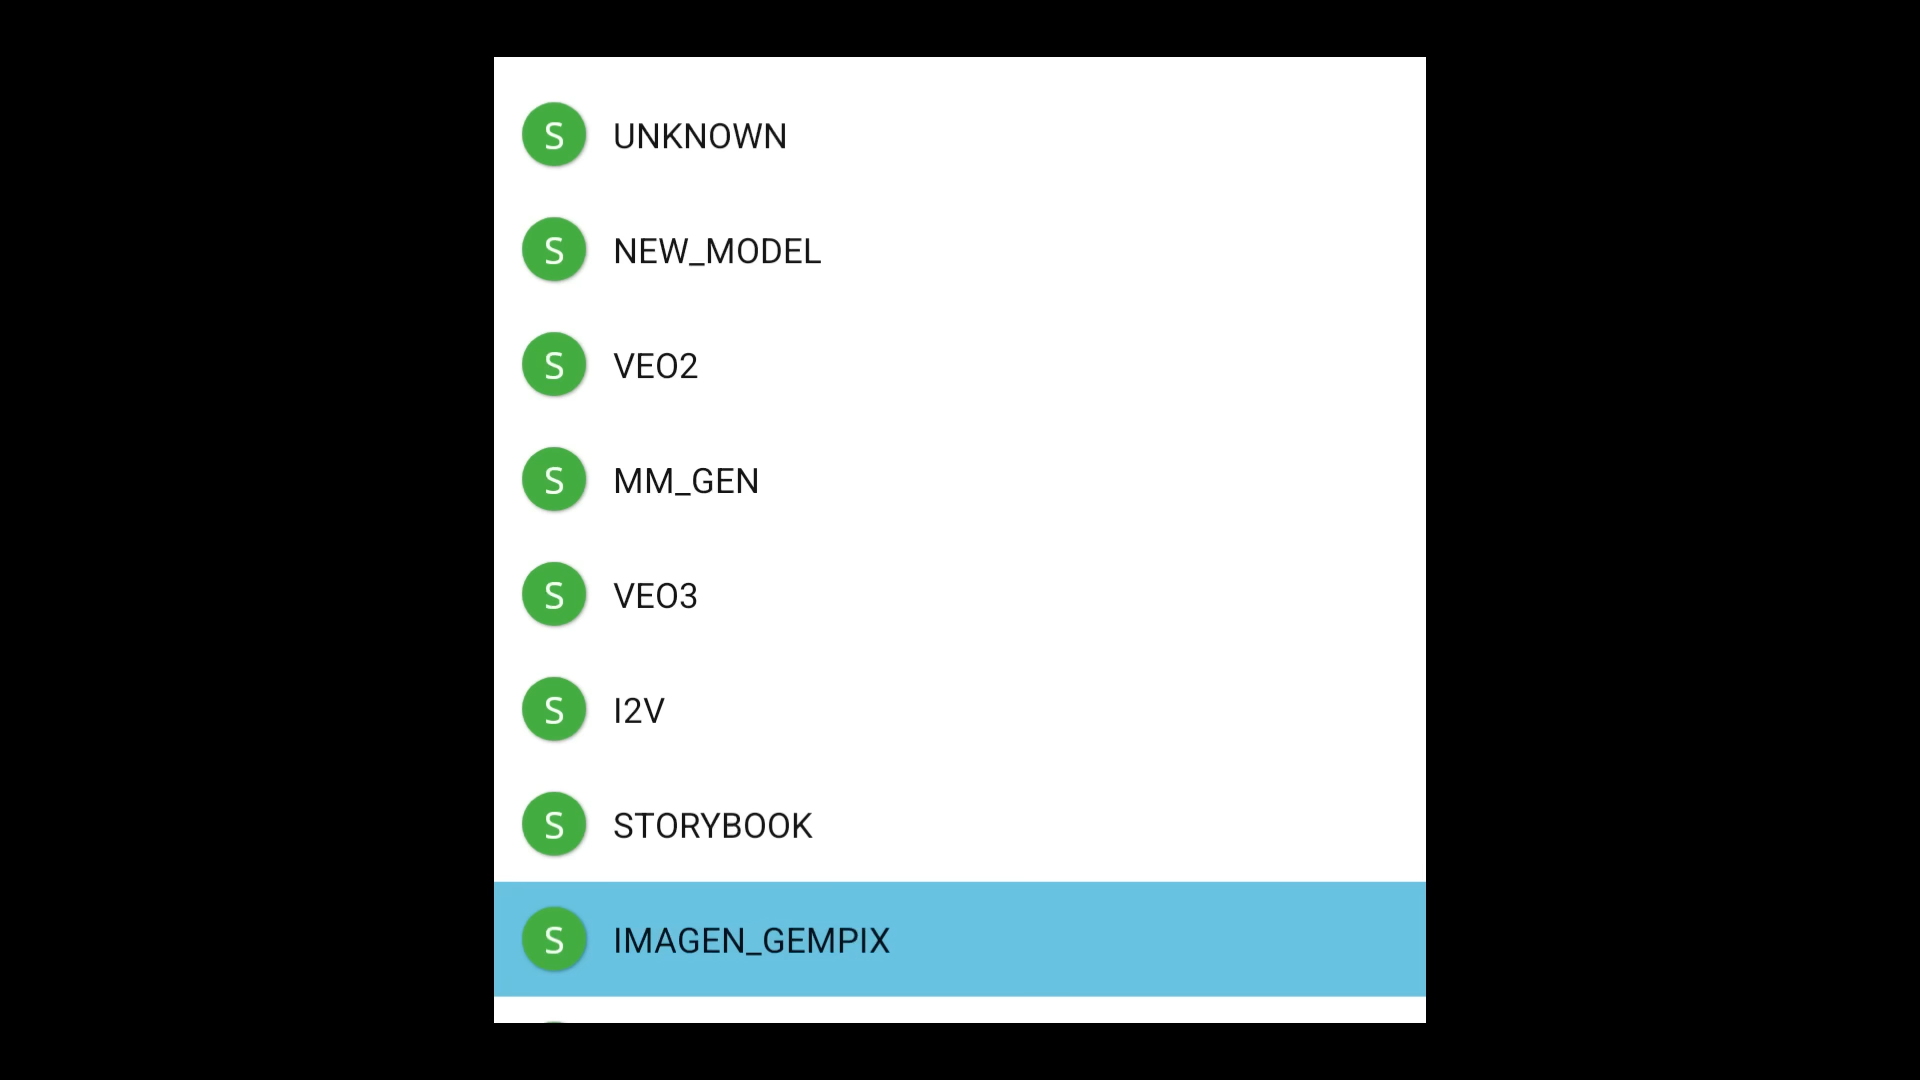 S UNKNOWN
S NEW_MODEL
S VEO2
S MM_GEN
S VEO3
S I2V
S STORYBOOK
S IMAGEN_GEMPIX